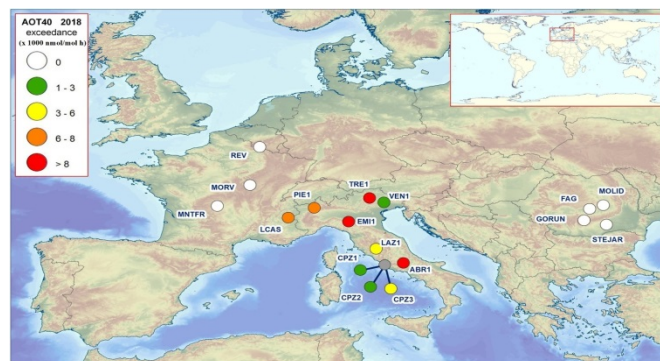 AOT40 2018
exceedance
(x 1000 nmol/mol h)
0
1 - 3
3 - 6
6 - 8
> 8
REV
MORV
MNTFR
PIE1
LCAS
TRE1
VEN1
EMI1
LAZ1
CPZ1
ABR1
CPZ2
CPZ3
FAG
MOLID
GORUN
STEJAR